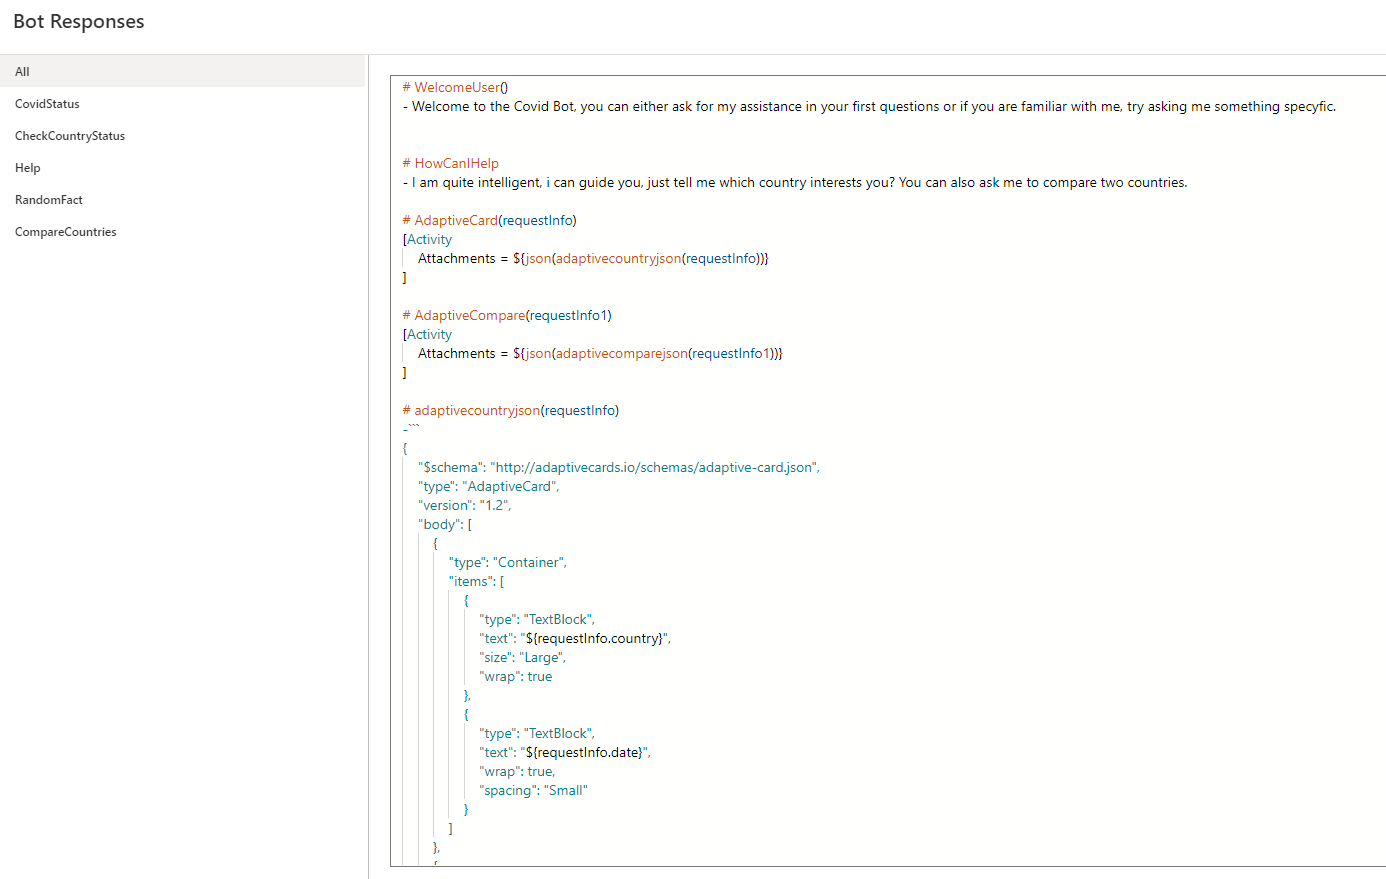 Bot Responses
All
CovidStatus
CheckCountryStatus
Help
RandomFact
CompareCountries
# WelcomeUser()
- Welcome to the Covid Bot, you can either ask for my assistance in your first questions or if you are familiar with me, try asking me something specyfic.
# HowCanIHelp
- I am quite intelligent, i can guide you, just tell me which country interests you? You can also ask me to compare two countries.
# AdaptiveCard(requestInfo)
[Activity
Attachments = ${json(adaptivecountryjson(requestInfo))}
]
# AdaptiveCompare(requestInfo1)
[Activity
Attachments = ${json(adaptivecomparejson(requestInfo1))}
]
# adaptivecountryjson(requestInfo)
-```
{
"$schema": "http://adaptivecards.io/schemas/adaptive-card.json",
"type": "AdaptiveCard",
"version": "1.2",
"body": [
{
"type": "Container",
"items": [
{
"type": "TextBlock",
"text": "${requestInfo.country}",
"size": "Large",
"wrap": true
},
{
"type": "TextBlock",
"text": "${requestInfo.date}",
"wrap": true,
"spacing": "Small"
}
]
},
{